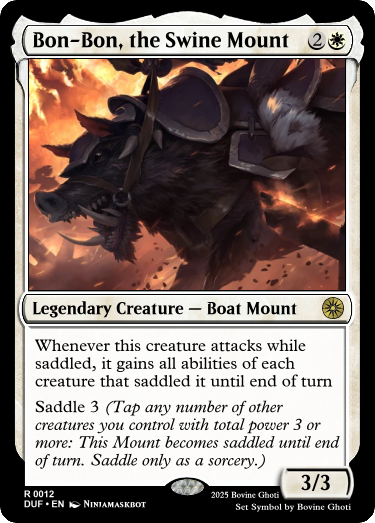 Bon-Bon, the Swine Mount 2
Legendary Creature — Boat Mount
Whenever this creature attacks while
saddled, it gains all abilities of each
creature that saddled it until end of turn
Saddle 3 (Tap any number of other
creatures you control with total power 3 or
more: This Mount becomes saddled until end
of turn. Saddle only as a sorcery.)
3/3
R 0012
DUF • EN NINJAMASKBOT
2025 Bovine Ghoti
Set Symbol by Bovine Ghoti